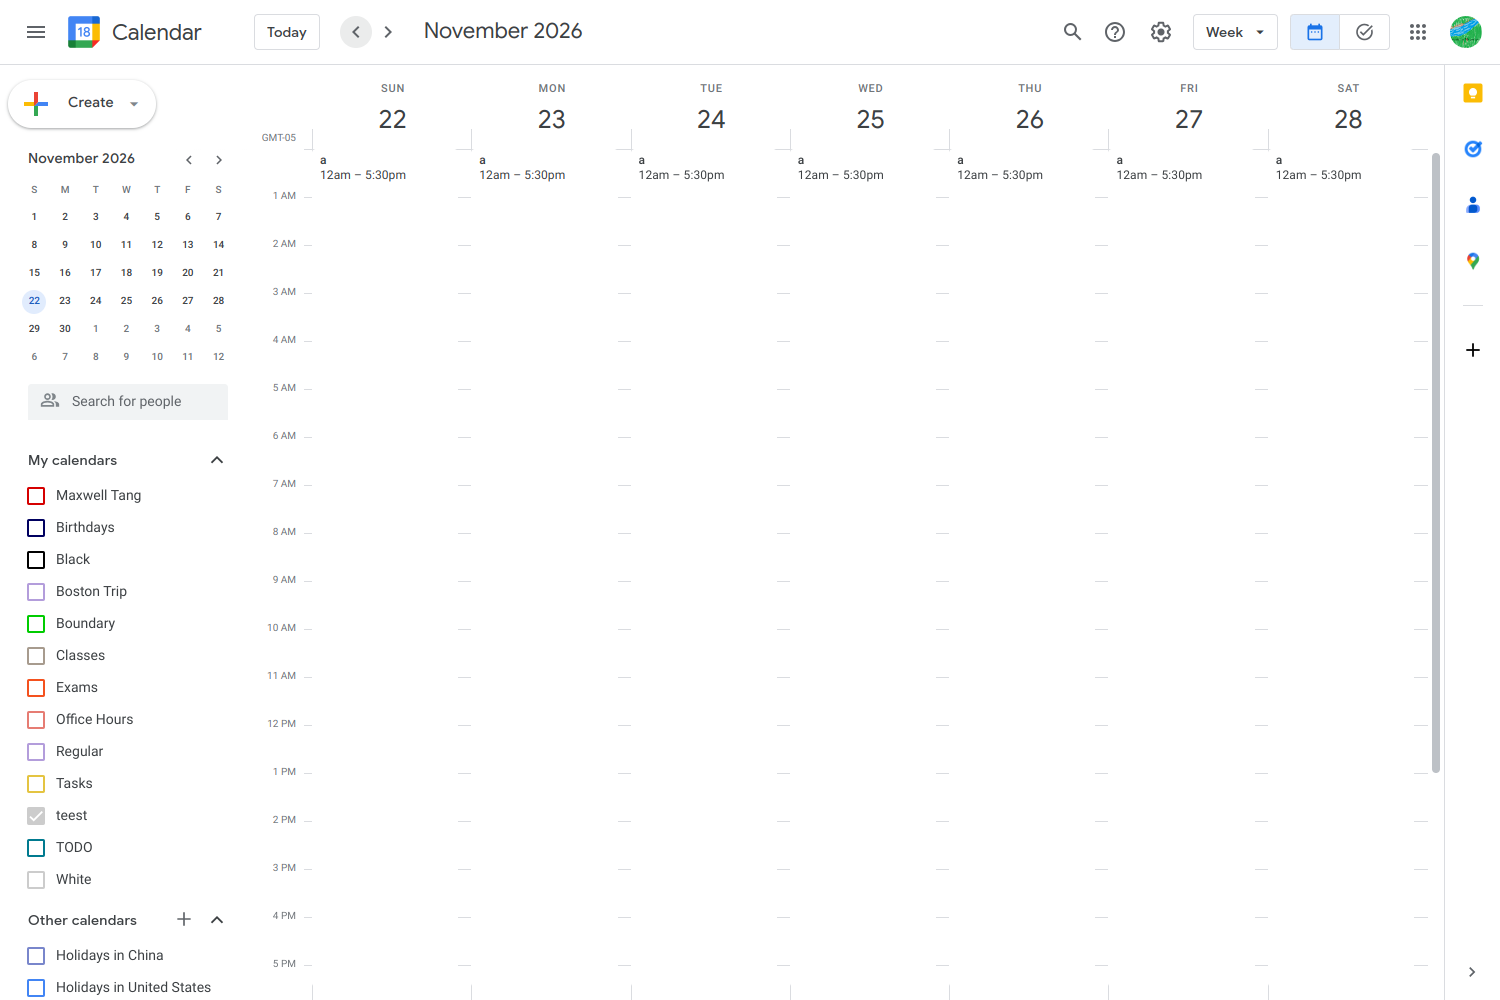 18 Calendar Today November 2026 Week
Create
November 2026
S M T W T F S
1 2 3 4 5 6 7
8 9 10 11 12 13 14
15 16 17 18 19 20 21
22 23 24 25 26 27 28
29 30 1 2 3 4 5
6 7 8 9 10 11 12
Search for people
My calendars
Maxwell Tang
Birthdays
Black
Boston Trip
Boundary
Classes
Exams
Office Hours
Regular
Tasks
teest
TODO
White
Other calendars
Holidays in China
Holidays in United States
SUN MON TUE WED THU FRI SAT
22 23 24 25 26 27 28
GMT-05
a a a a a a a
12am – 5:30pm 12am – 5:30pm 12am – 5:30pm 12am – 5:30pm 12am – 5:30pm 12am – 5:30pm 12am – 5:30pm
1 AM
2 AM
3 AM
4 AM
5 AM
6 AM
7 AM
8 AM
9 AM
10 AM
11 AM
12 PM
1 PM
2 PM
3 PM
4 PM
5 PM